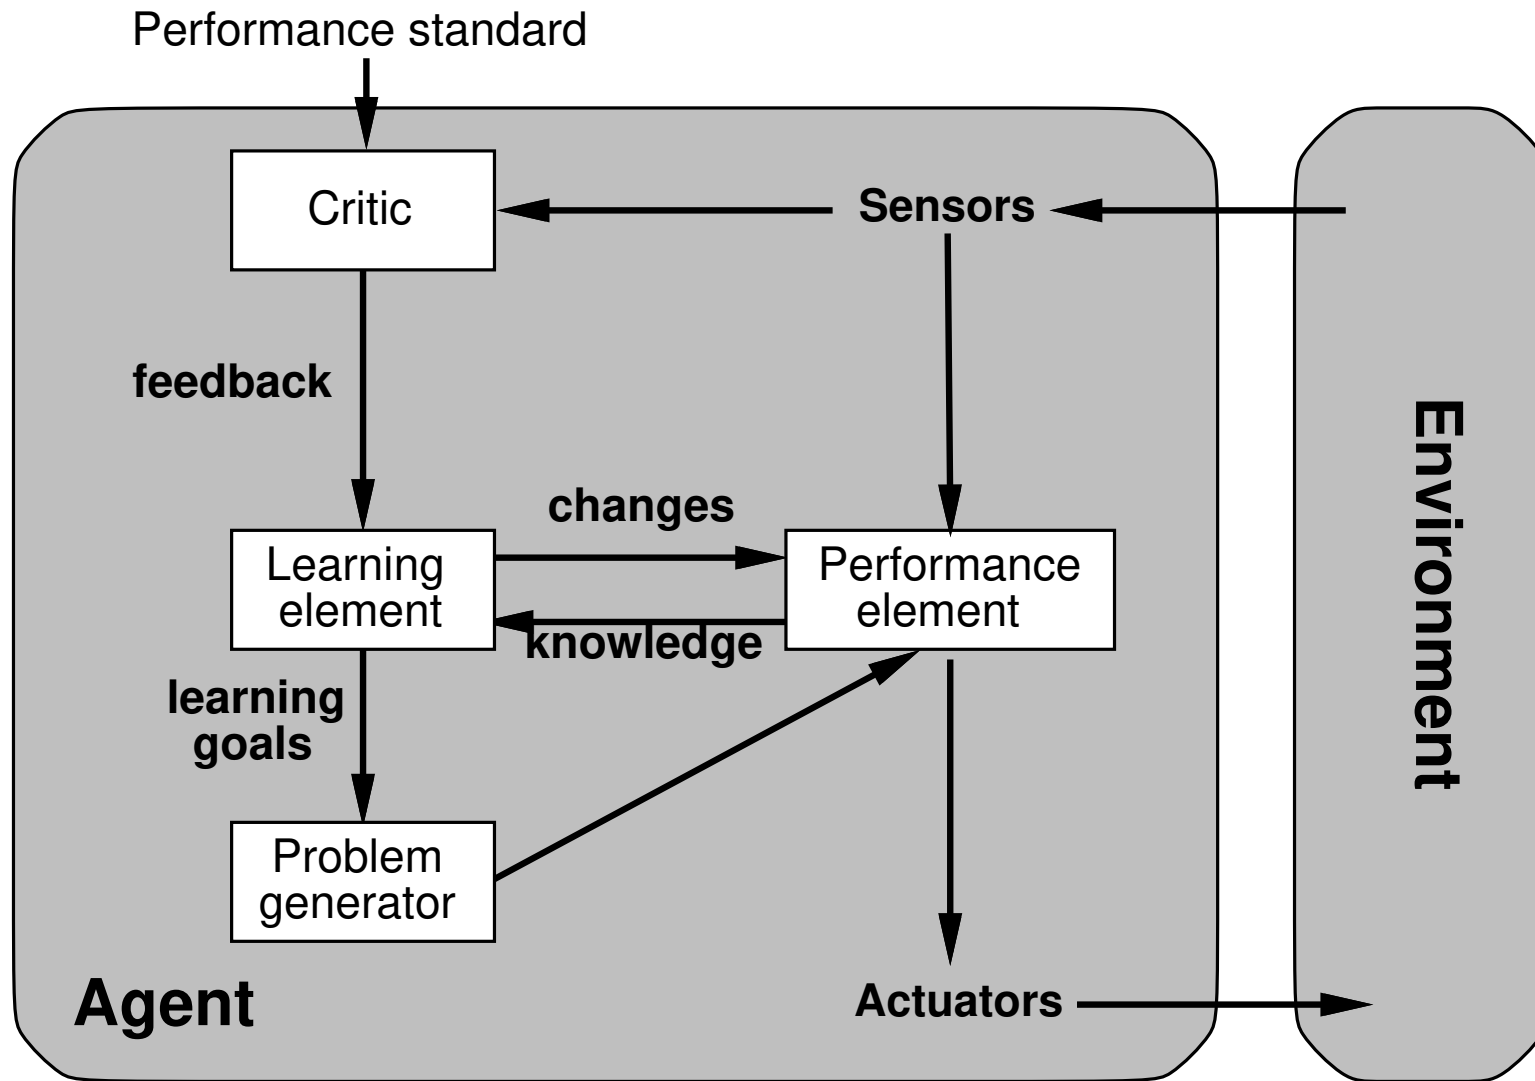 Performance standard
Critic
Sensors
feedback
changes
Learning
element
Performance
element
knowledge
learning
goals
Problem
generator
Agent
Actuators
Environment